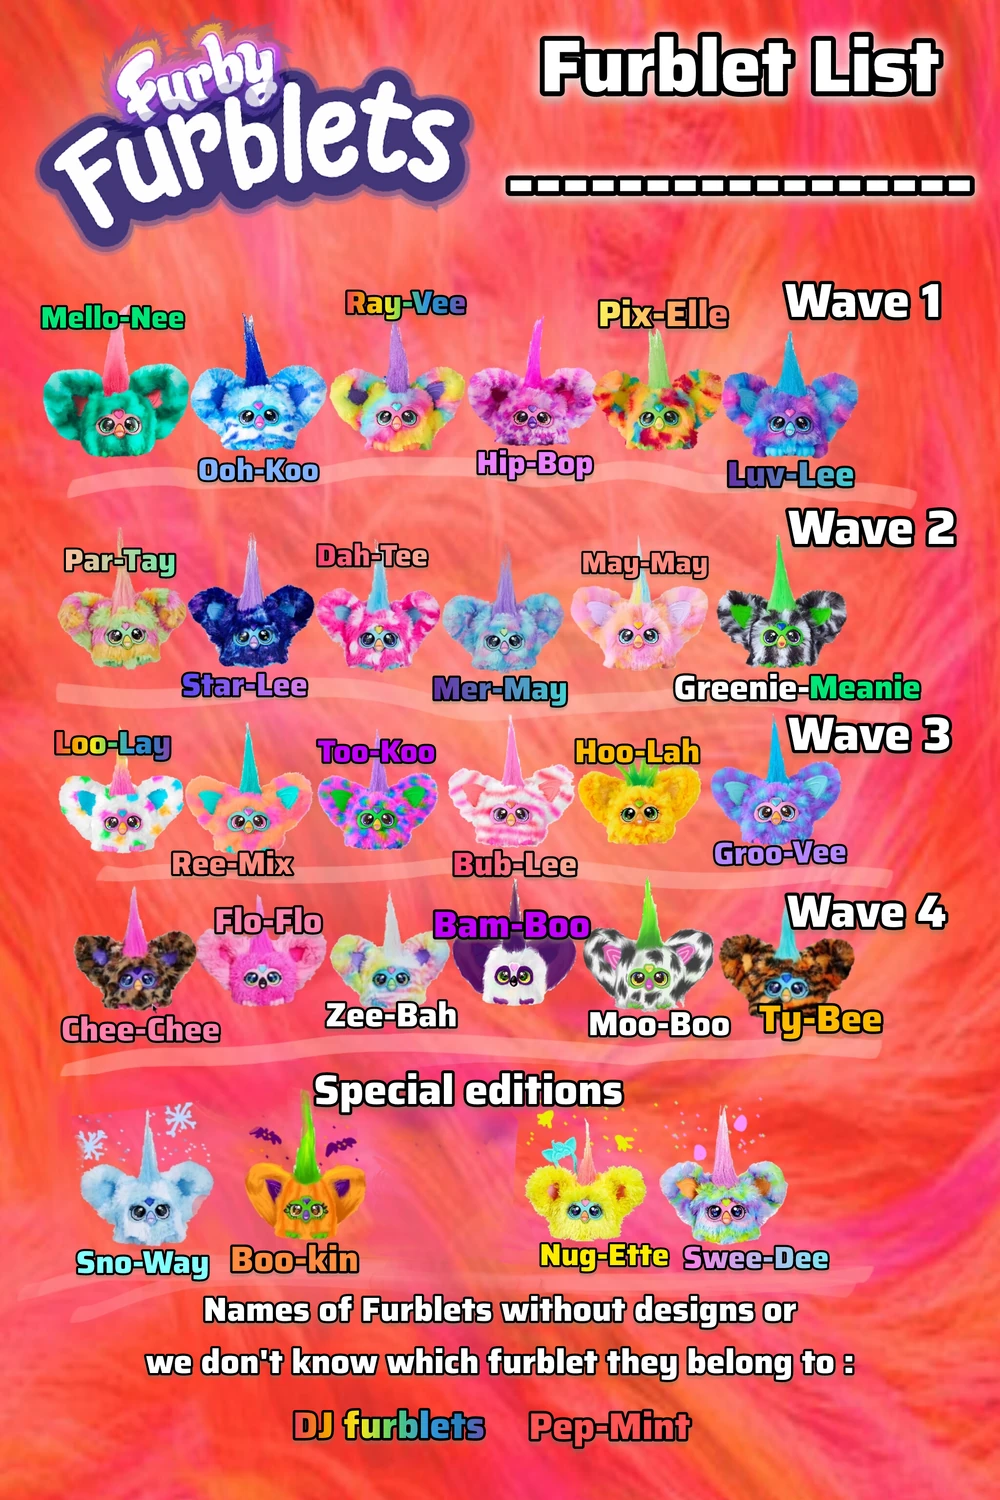 Furby
Furblets
Furblet List
-----------------
Wave 1
Mello-Nee
Ray-Vee
Pix-Elle
Ooh-Koo
Hip-Bop
Luv-Lee
Wave 2
Par-Tay
Dah-Tee
May-May
Star-Lee
Mer-May
Greenie-Meanie
Wave 3
Loo-Lay
Too-Koo
Hoo-Lah
Ree-Mix
Bub-Lee
Groo-Vee
Wave 4
Flo-Flo
Bam-Boo
Chee-Chee
Zee-Bah
Moo-Boo
Ty-Bee
Special editions
Sno-Way
Boo-kin
Nug-Ette
Swee-Dee
Names of Furblets without designs or
we don't know which furblet they belong to :
DJ furblets
Pep-Mint